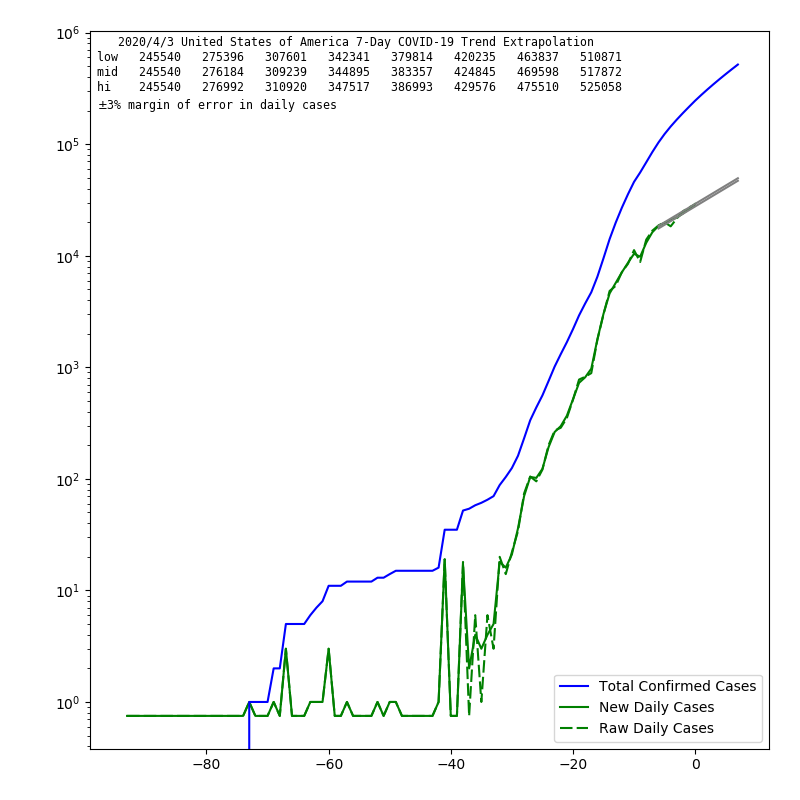 2020/4/3 United States of America 7-Day COVID-19 Trend Extrapolation
low 245540 275396 307601 342341 379814 420235 463837 510871
mid 245540 276184 309239 344895 383357 424845 469598 517872
hi 245540 276992 310920 347517 386993 429576 475510 525058
±3% margin of error in daily cases
10⁶
10⁵
10⁴
10³
10²
10¹
10⁰
−80 −60 −40 −20 0
Total Confirmed Cases
New Daily Cases
Raw Daily Cases